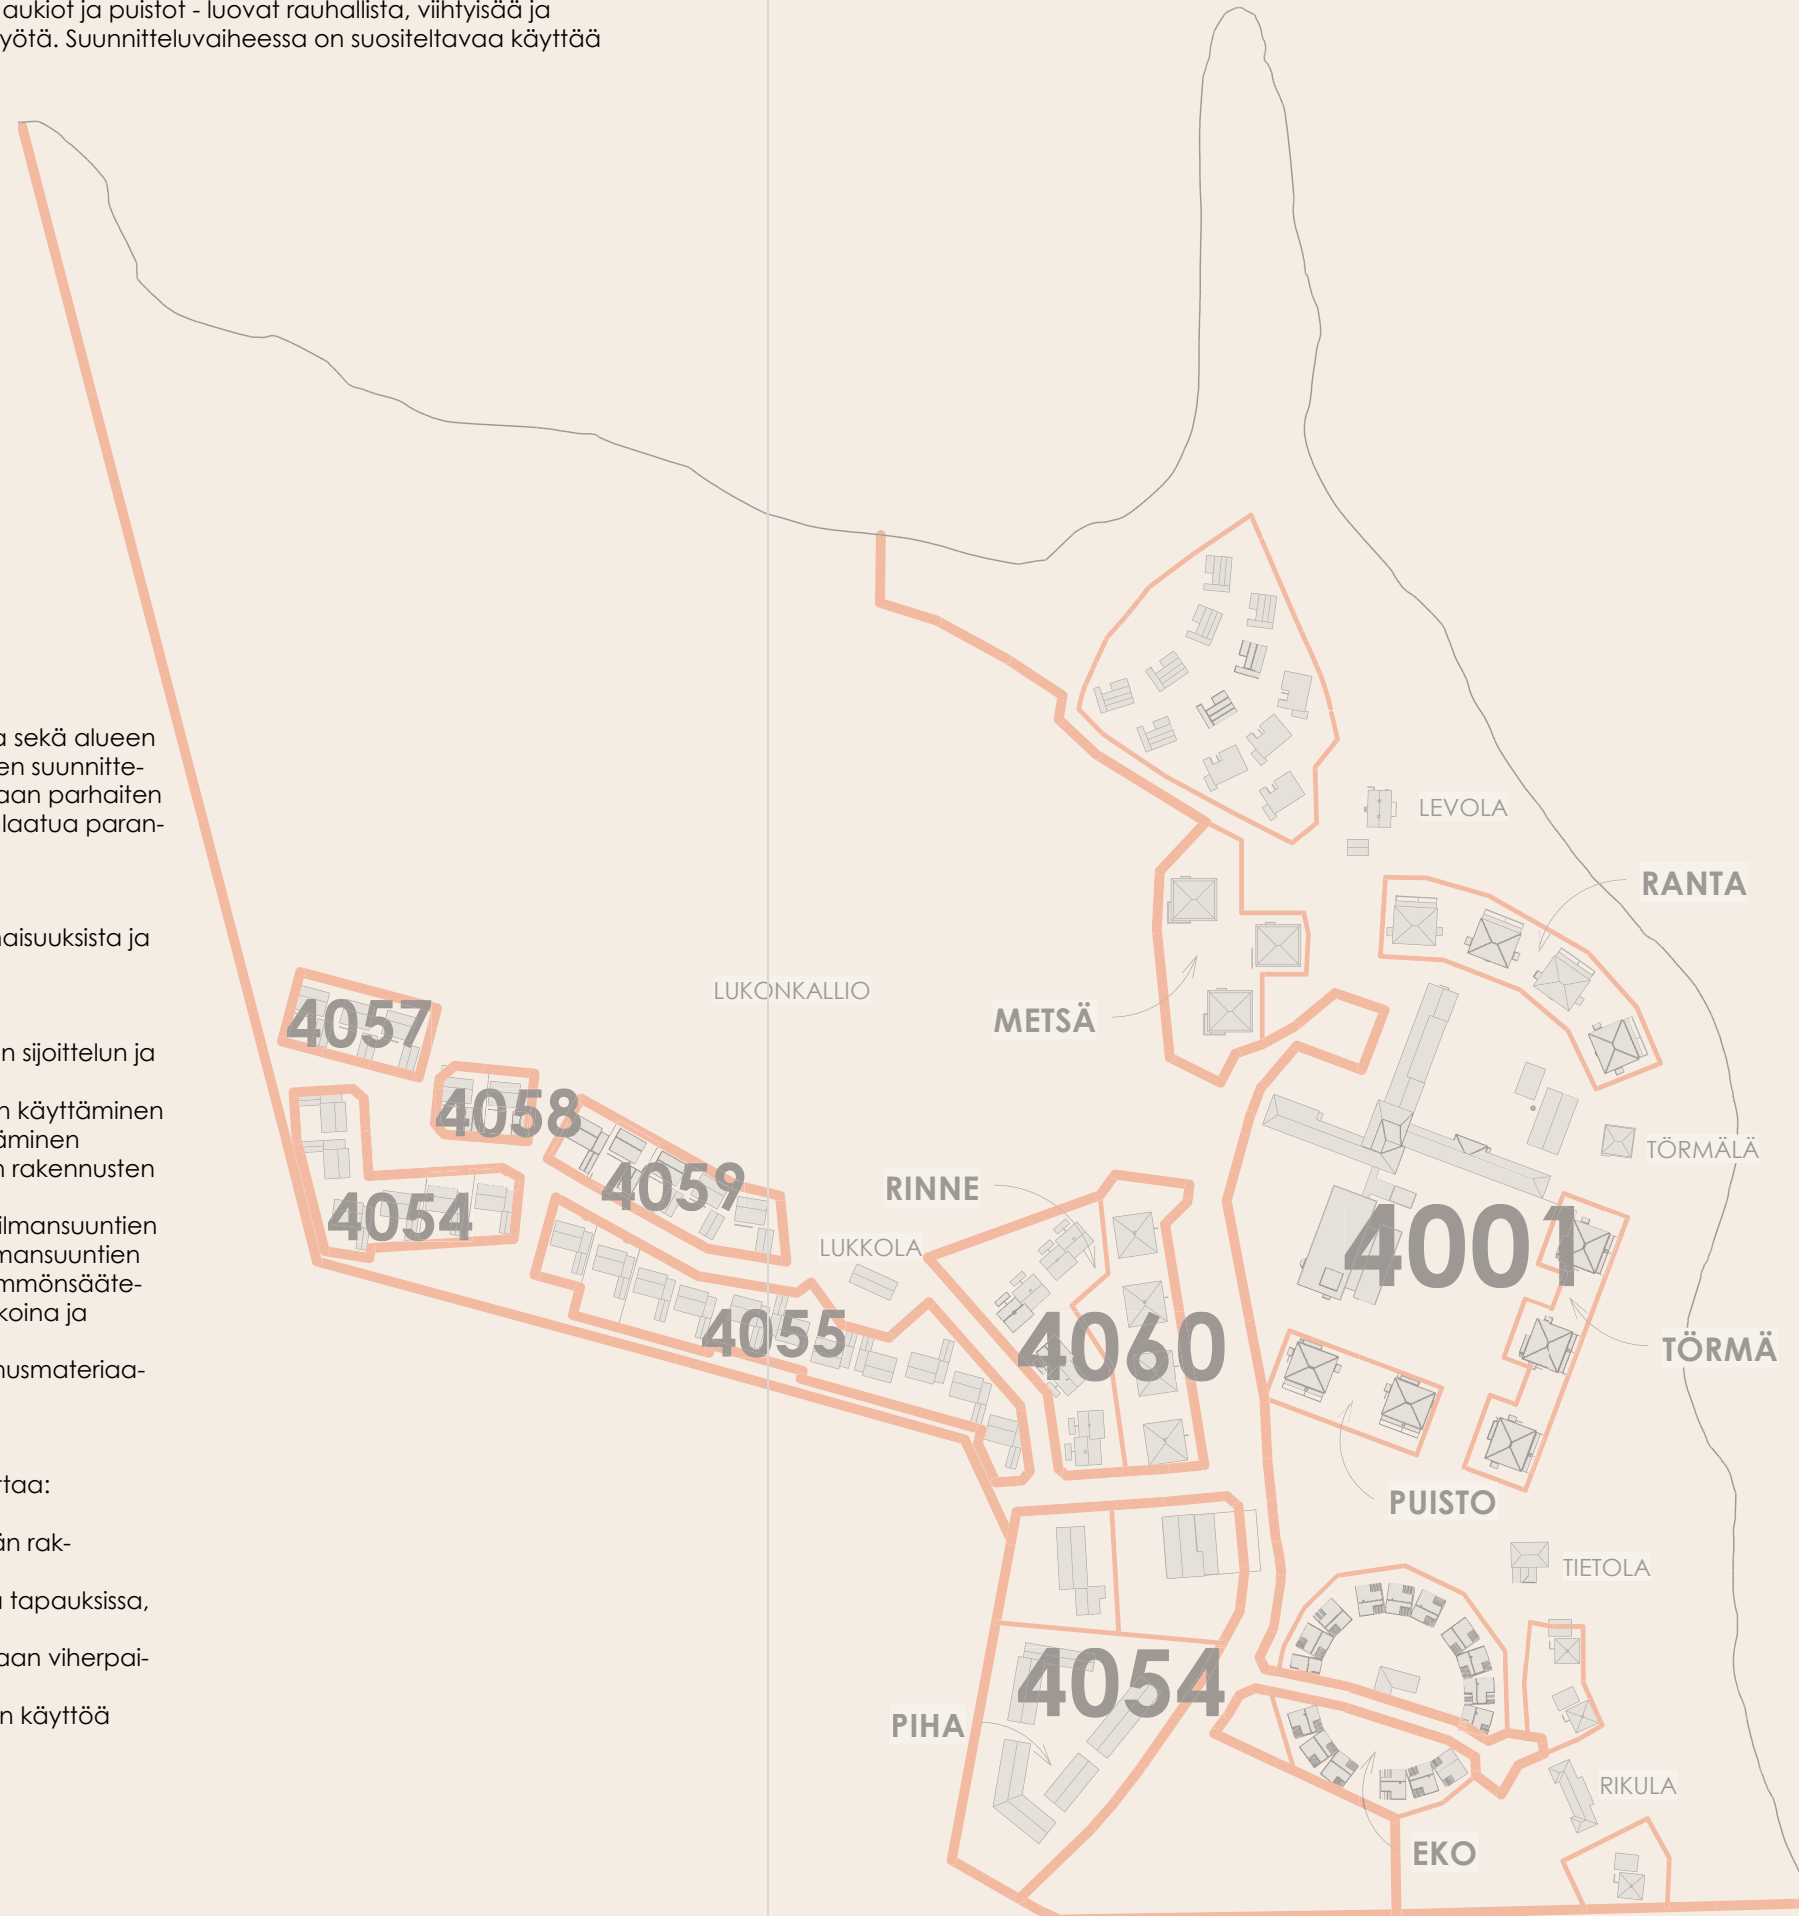 aukiot ja puistot - luovat rauhallista, viihtyisää ja
yötä. Suunnitteluvaiheessa on suositeltavaa käyttää
a sekä alueen
en suunnitte-
aan parhaiten
laatua paran-
naisuuksista ja
n sijoittelun ja
n käyttäminen
äminen
n rakennusten
ilmansuuntien
mansuuntien
mmönsääte-
koina ja
nusmateriaa-
rtaa:
än rak-
a tapauksissa,
aan viherpai-
n käyttöä
LEVOLA
RANTA
LUKONKALLIO
METSÄ
4057
4058
4059
4054
TÖRMÄLÄ
RINNE
4001
LUKKOLA
4055
4060
TÖRMÄ
PUISTO
TIETOLA
4054
PIHA
RIKULA
EKO